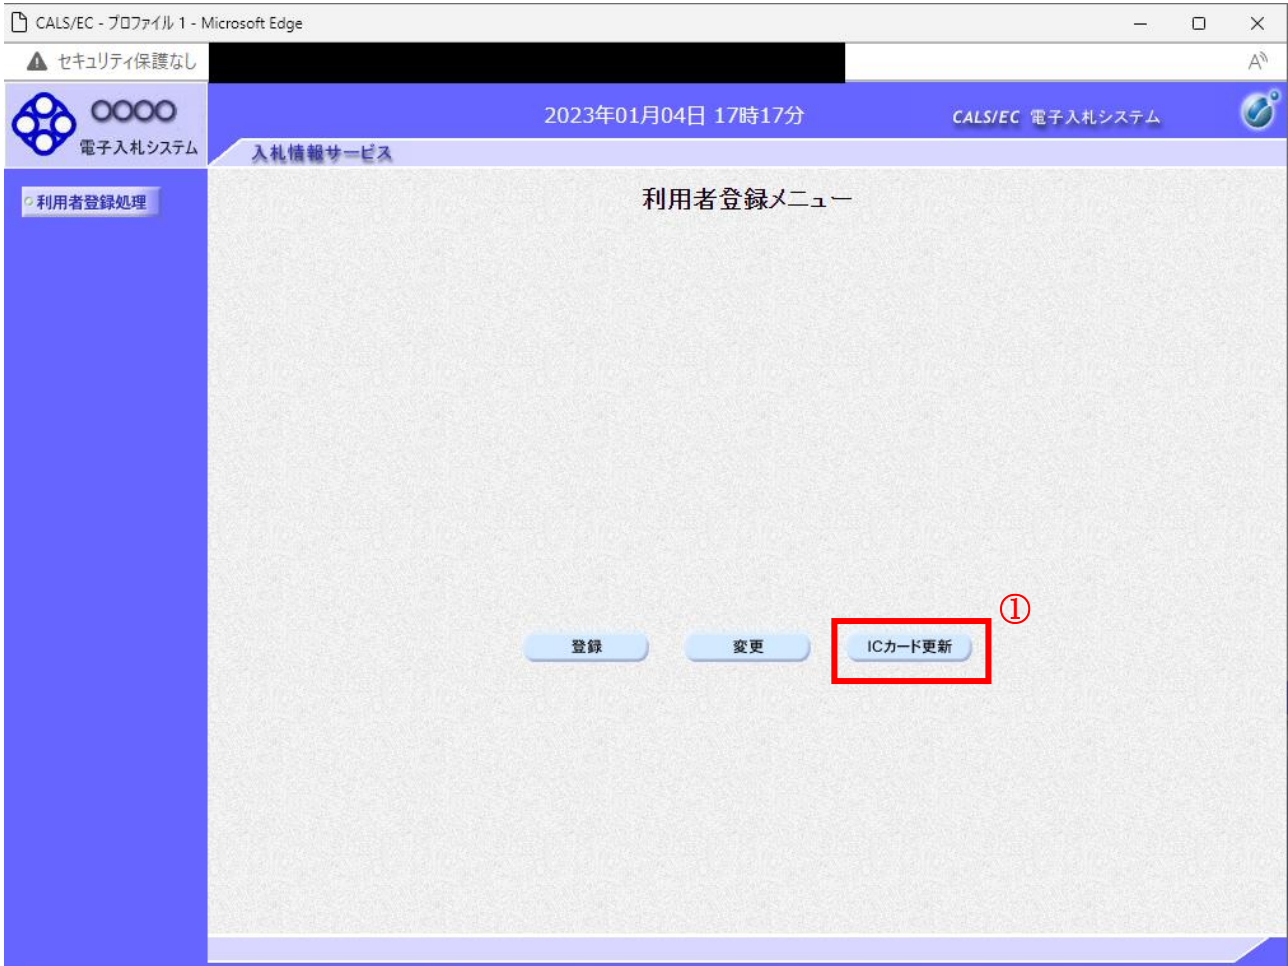 CALS/EC - プロファイル 1 - Microsoft Edge
セキュリティ保護なし
○○○○
電子入札システム
2023年01月04日 17時17分
CALS/EC 電子入札システム
入札情報サービス
利用者登録処理
利用者登録メニュー
①
登録
変更
ICカード更新